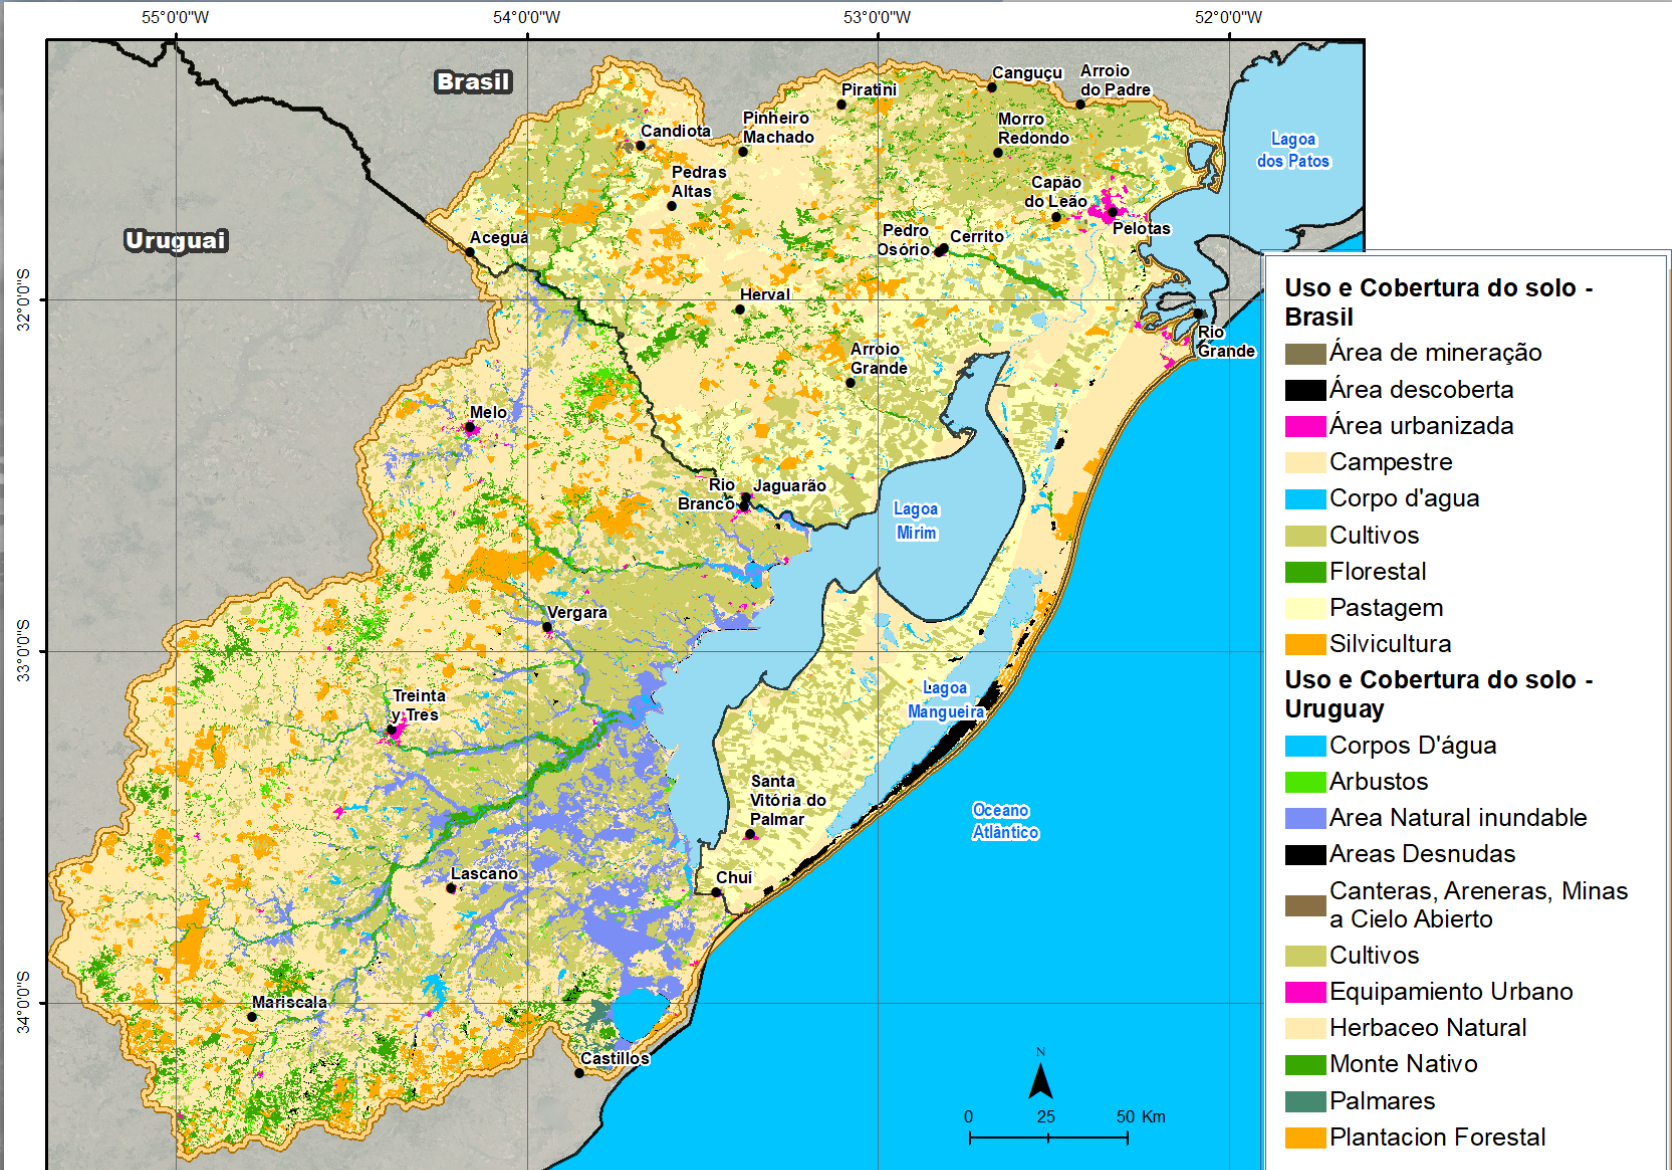 55°0'0"W
54°0'0"W
53°0'0"W
52°0'0"W
Brasil
Uruguai
Canguçu
Arroio
do Padre
Piratini
Pinheiro
Machado
Morro
Redondo
Candiota
Pedras
Altas
Capão
do Leão
Pelotas
Lagoa
dos Patos
Aceguá
Pedro
Osório
Cerrito
32°0'0"S
Herval
Rio
Grande
Arroio
Grande
Melo
Rio
Branco
Jaguarão
Lagoa
Mirim
Vergara
33°0'0"S
Treinta
y Tres
Lagoa
Mangueira
Santa
Vitória do
Palmar
Oceano
Atlântico
Lascano
Chuí
34°0'0"S
Mariscala
Castillos
N
0 25 50 Km
Uso e Cobertura do solo -
Brasil
Área de mineração
Área descoberta
Área urbanizada
Campestre
Corpo d'agua
Cultivos
Florestal
Pastagem
Silvicultura
Uso e Cobertura do solo -
Uruguay
Corpos D'água
Arbustos
Area Natural inundable
Areas Desnudas
Canteras, Areneras, Minas
a Cielo Abierto
Cultivos
Equipamiento Urbano
Herbaceo Natural
Monte Nativo
Palmares
Plantacion Forestal